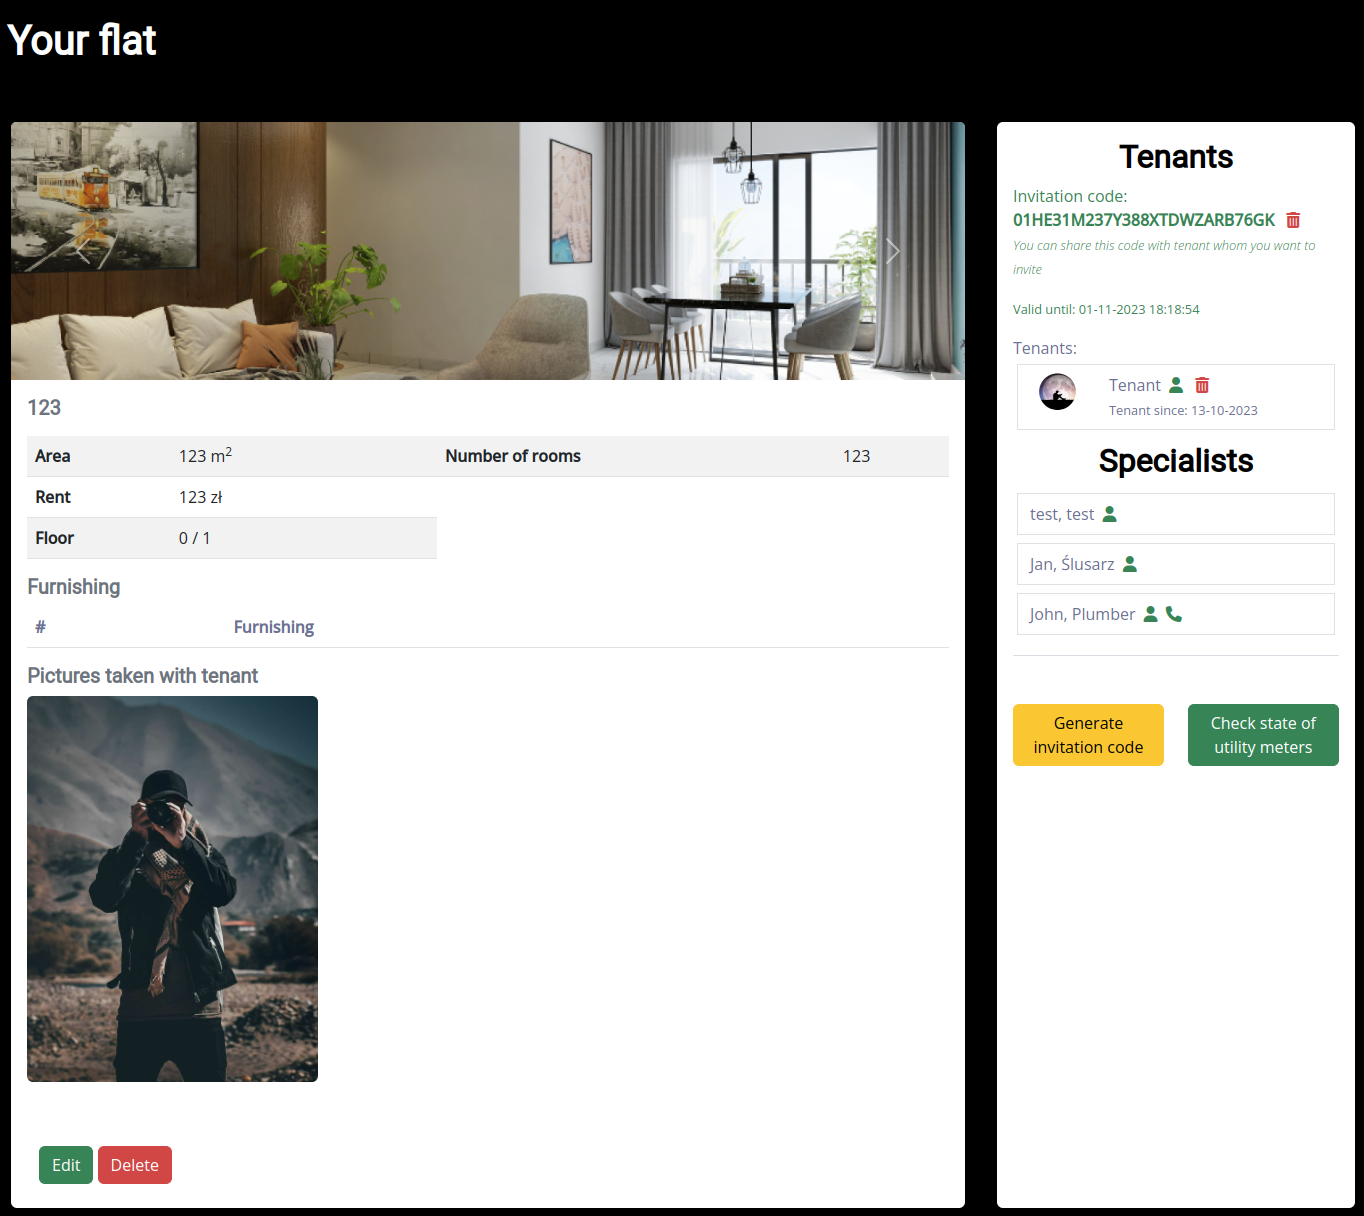 Your flat
123
Area 123 m²
Number of rooms 123
Rent 123 zł
Floor 0 / 1
Furnishing
# Furnishing
Pictures taken with tenant
Edit Delete
Tenants
Invitation code:
01HE31M237Y388XTDWZARB76GK
You can share this code with tenant whom you want to
invite
Valid until: 01-11-2023 18:18:54
Tenants:
Tenant
Tenant since: 13-10-2023
Specialists
test, test
Jan, Ślusarz
John, Plumber
Generate
invitation code
Check state of
utility meters